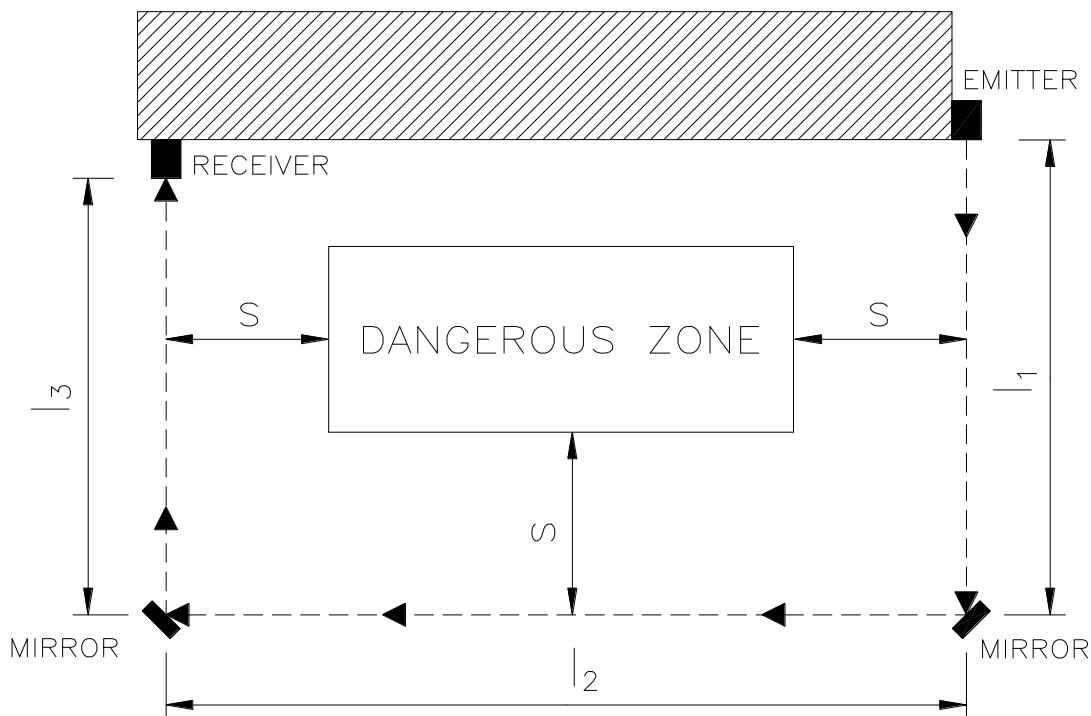 EMITTER
RECEIVER
S
S
DANGEROUS ZONE
l3
l1
S
MIRROR
MIRROR
l2